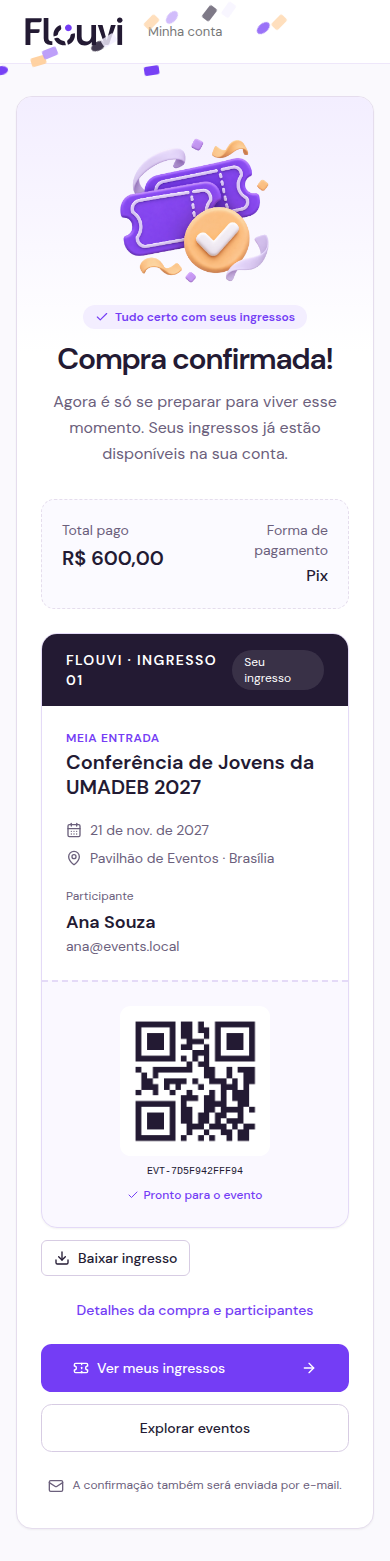 Flouvi
Minha conta
Tudo certo com seus ingressos
Compra confirmada!
Agora é só se preparar para viver esse
momento. Seus ingressos já estão
disponíveis na sua conta.
Total pago
R$ 600,00
Forma de
pagamento
Pix
FLOUVI · INGRESSO
01
Seu
ingresso
MEIA ENTRADA
Conferência de Jovens da
UMADEB 2027
21 de nov. de 2027
Pavilhão de Eventos · Brasília
Participante
Ana Souza
ana@events.local
EVT-7D5F942FFF94
Pronto para o evento
Baixar ingresso
Detalhes da compra e participantes
Ver meus ingressos
Explorar eventos
A confirmação também será enviada por e-mail.